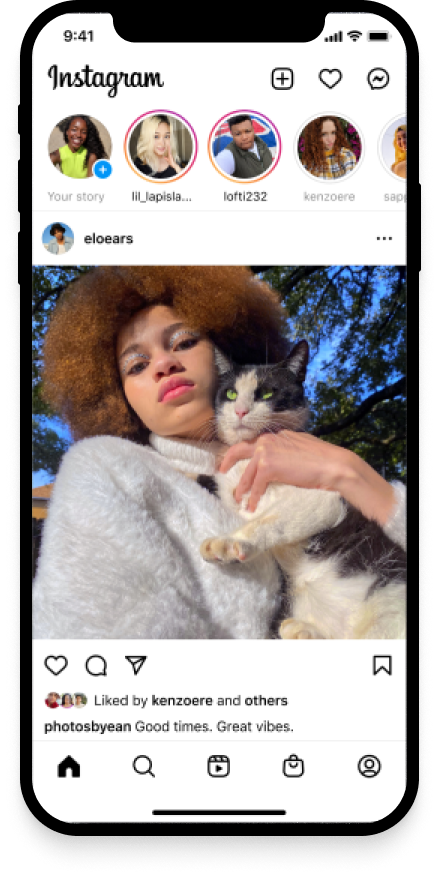 9:41
Instagram
Your story lil_lapisla... lofti232 kenzoere sapp
eloears
Liked by kenzoere and others
photosbyean Good times. Great vibes.